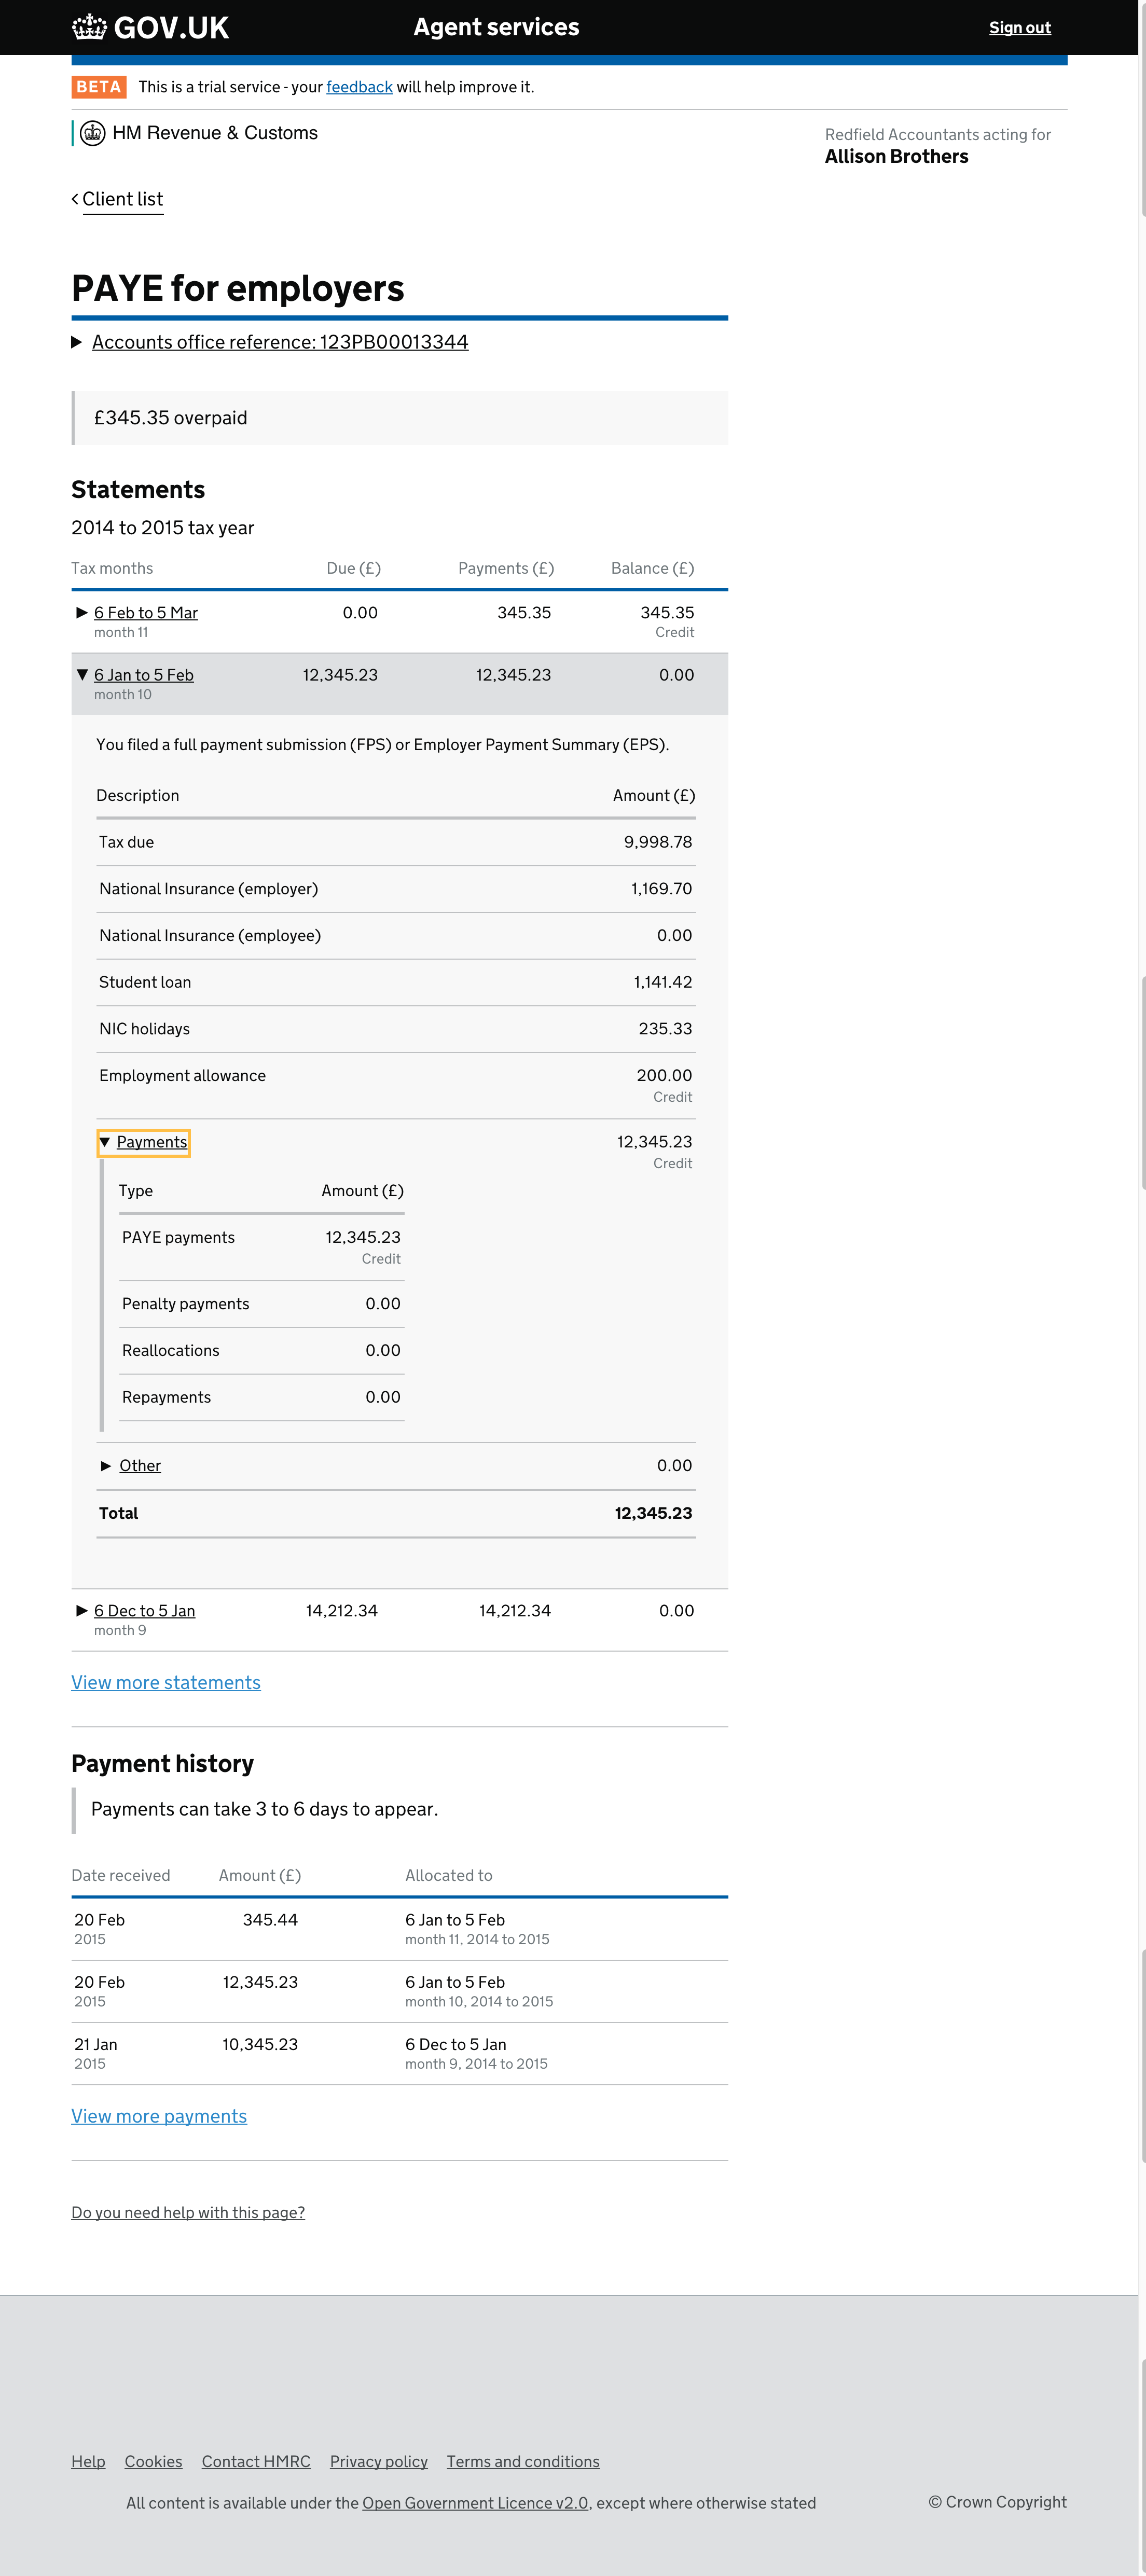 GOV.UK Agent services Sign out
BETA This is a trial service - your feedback will help improve it.
HM Revenue & Customs
Redfield Accountants acting for
Allison Brothers
Client list
PAYE for employers
Accounts office reference: 123PB00013344
£345.35 overpaid
Statements
2014 to 2015 tax year
Tax months Due (£) Payments (£) Balance (£)
6 Feb to 5 Mar 0.00 345.35 345.35
month 11 Credit
6 Jan to 5 Feb 12,345.23 12,345.23 0.00
month 10
You filed a full payment submission (FPS) or Employer Payment Summary (EPS).
Description Amount (£)
Tax due 9,998.78
National Insurance (employer) 1,169.70
National Insurance (employee) 0.00
Student loan 1,141.42
NIC holidays 235.33
Employment allowance 200.00
Credit
Payments 12,345.23
Credit
Type Amount (£)
PAYE payments 12,345.23
Credit
Penalty payments 0.00
Reallocations 0.00
Repayments 0.00
Other 0.00
Total 12,345.23
6 Dec to 5 Jan 14,212.34 14,212.34 0.00
month 9
View more statements
Payment history
Payments can take 3 to 6 days to appear.
Date received Amount (£) Allocated to
20 Feb 345.44 6 Jan to 5 Feb
2015 month 11, 2014 to 2015
20 Feb 12,345.23 6 Jan to 5 Feb
2015 month 10, 2014 to 2015
21 Jan 10,345.23 6 Dec to 5 Jan
2015 month 9, 2014 to 2015
View more payments
Do you need help with this page?
Help Cookies Contact HMRC Privacy policy Terms and conditions
All content is available under the Open Government Licence v2.0, except where otherwise stated © Crown Copyright